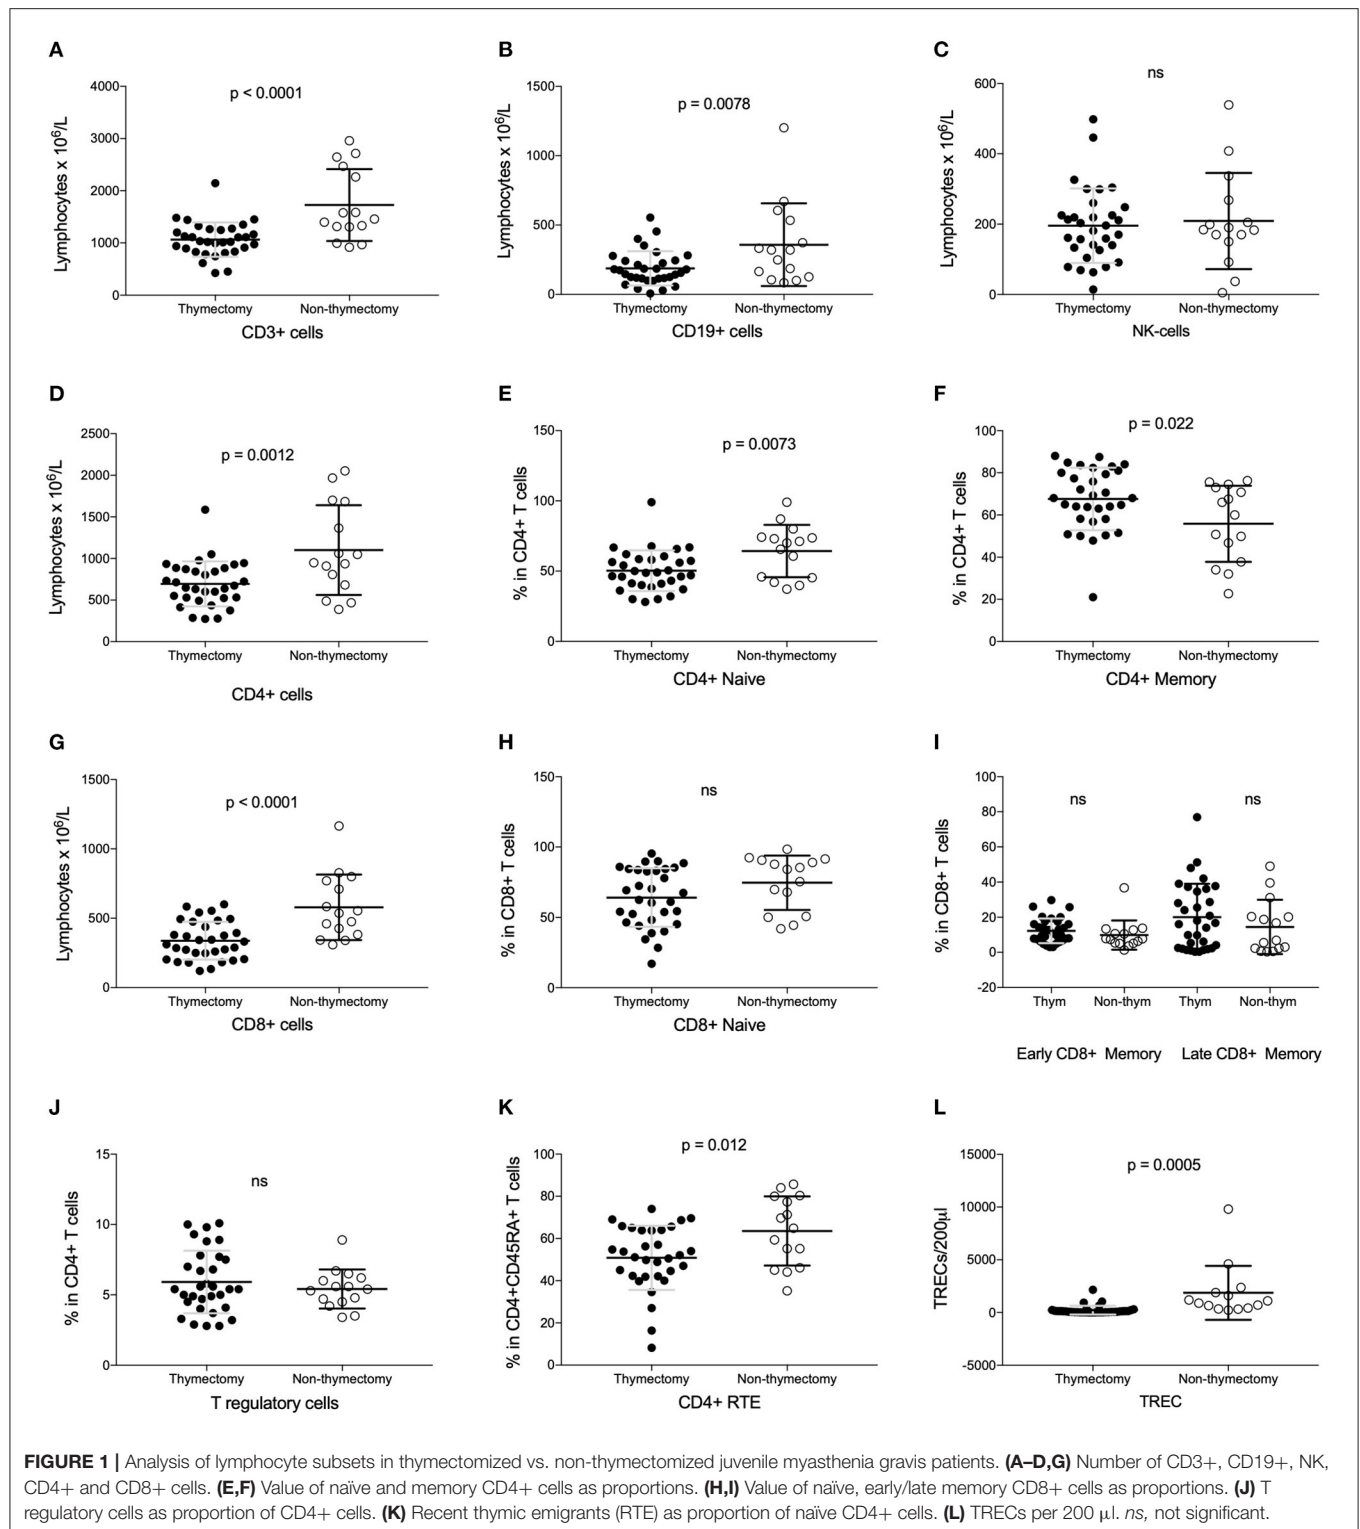 A
B
C
4000
3000
2000
1000
0
Lymphocytes x 10⁶/L
p < 0.0001
Thymectomy
Non-thymectomy
CD3+ cells
1500
1000
500
0
Lymphocytes x 10⁶/L
p = 0.0078
Thymectomy
Non-thymectomy
CD19+ cells
600
400
200
0
Lymphocytes x 10⁶/L
ns
Thymectomy
Non-thymectomy
NK-cells
D
E
F
2500
2000
1500
1000
500
0
Lymphocytes x 10⁶/L
p = 0.0012
Thymectomy
Non-thymectomy
CD4+ cells
150
100
50
0
% in CD4+ T cells
p = 0.0073
Thymectomy
Non-thymectomy
CD4+ Naive
100
80
60
40
20
0
% in CD4+ T cells
p = 0.022
Thymectomy
Non-thymectomy
CD4+ Memory
G
H
I
1500
1000
500
0
Lymphocytes x 10⁶/L
p < 0.0001
Thymectomy
Non-thymectomy
CD8+ cells
150
100
50
0
% in CD8+ T cells
ns
Thymectomy
Non-thymectomy
CD8+ Naive
100
80
60
40
20
0
-20
% in CD8+ T cells
ns
ns
Thym
Non-thym
Thym
Non-thym
Early CD8+ Memory
Late CD8+ Memory
J
K
L
15
10
5
0
% in CD4+ T cells
ns
Thymectomy
Non-thymectomy
T regulatory cells
100
80
60
40
20
0
% in CD4+CD45RA+ T cells
p = 0.012
Thymectomy
Non-thymectomy
CD4+ RTE
15000
10000
5000
0
-5000
TRECs/200µl
p = 0.0005
Thymectomy
Non-thymectomy
TREC
FIGURE 1 | Analysis of lymphocyte subsets in thymectomized vs. non-thymectomized juvenile myasthenia gravis patients. (A–D,G) Number of CD3+, CD19+, NK,
CD4+ and CD8+ cells. (E,F) Value of naïve and memory CD4+ cells as proportions. (H,I) Value of naïve, early/late memory CD8+ cells as proportions. (J) T
regulatory cells as proportion of CD4+ cells. (K) Recent thymic emigrants (RTE) as proportion of naïve CD4+ cells. (L) TRECs per 200 µl. ns, not significant.